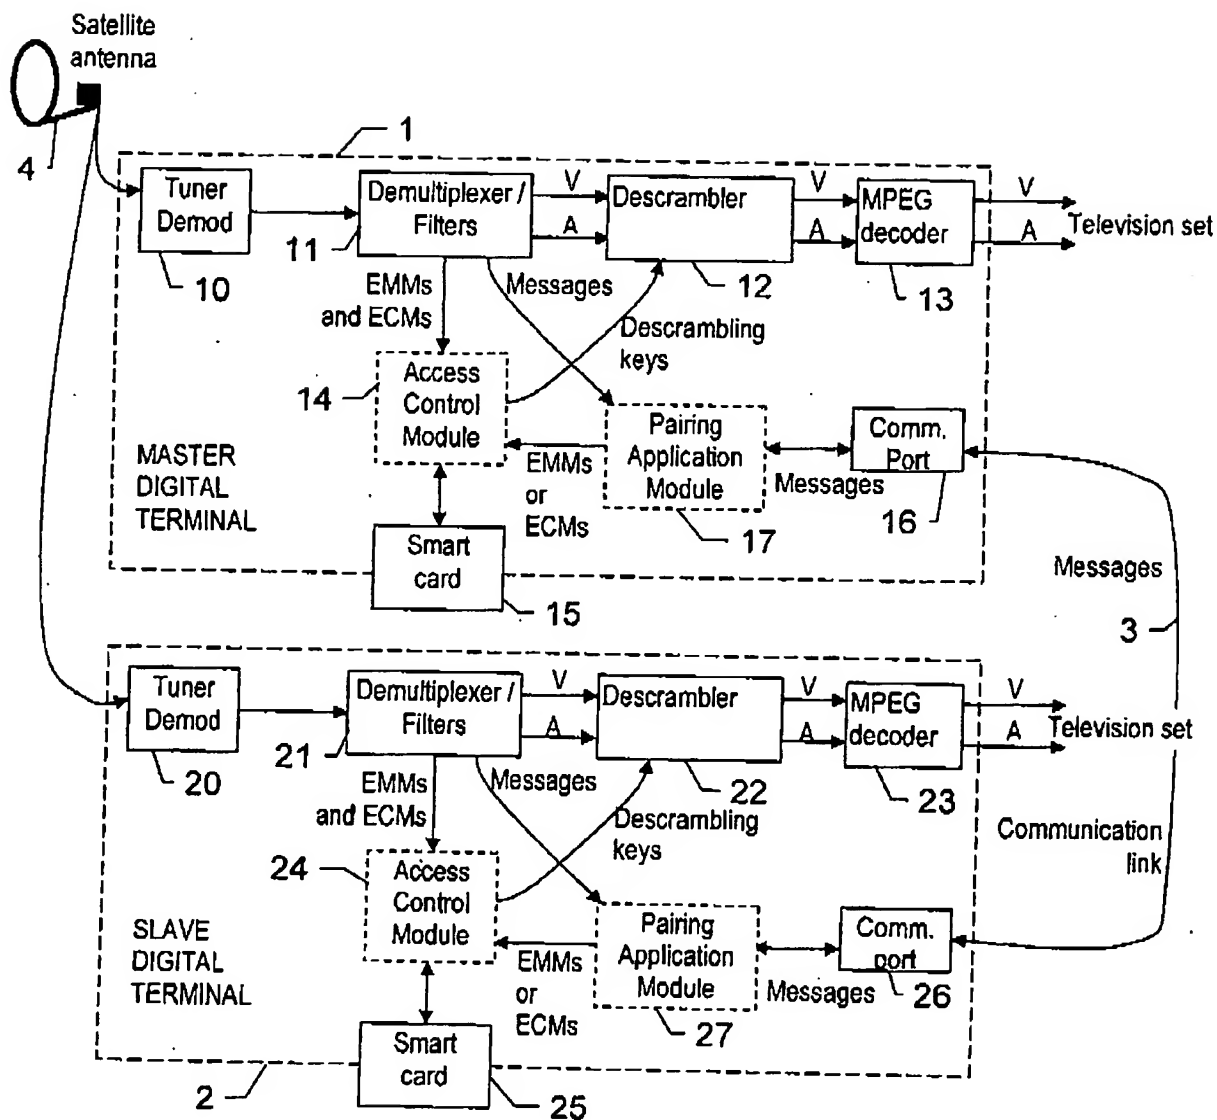 Satellite
antenna
4
1
Tuner
Demod
10
Demultiplexer /
Filters
11
V
A
Descrambler
12
V
A
MPEG
decoder
13
V
A
Television set
EMMs
and ECMs
Messages
Descrambling
keys
14
Access
Control
Module
EMMs
or
ECMs
Pairing
Application
Module
17
Messages
Comm.
Port
16
MASTER
DIGITAL
TERMINAL
Smart
card
15
Messages
3
Communication
link
Tuner
Demod
20
Demultiplexer /
Filters
21
V
A
Descrambler
22
V
A
MPEG
decoder
23
V
A
Television set
EMMs
and ECMs
Messages
Descrambling
keys
24
Access
Control
Module
EMMs
or
ECMs
Pairing
Application
Module
27
Messages
Comm.
port
26
SLAVE
DIGITAL
TERMINAL
Smart
card
25
2